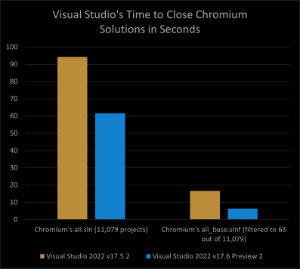 Visual Studio's Time to Close Chromium
Solutions in Seconds
100
90
80
70
60
50
40
30
20
10
0
Chromium's all.sln (11,079 projects)
Chromium's all_base.slnf (filtered to 63
out of 11,079)
Visual Studio 2022 v17.5.2
Visual Studio 2022 v17.6 Preview 2